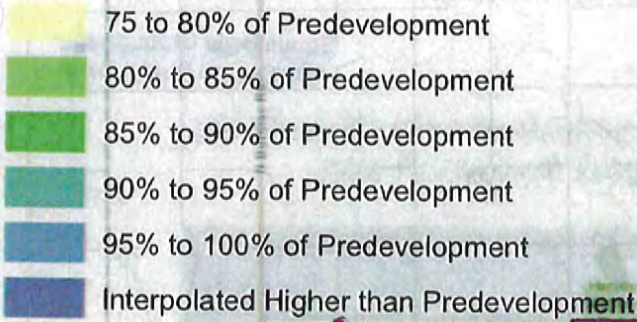 75 to 80% of Predevelopment
80% to 85% of Predevelopment
85% to 90% of Predevelopment
90% to 95% of Predevelopment
95% to 100% of Predevelopment
Interpolated Higher than Predevelopment